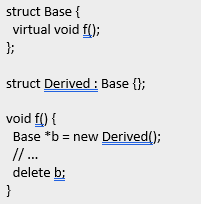 struct Base {
virtual void f();
};
struct Derived : Base {};
void f() {
Base *b = new Derived();
// ...
delete b;
}